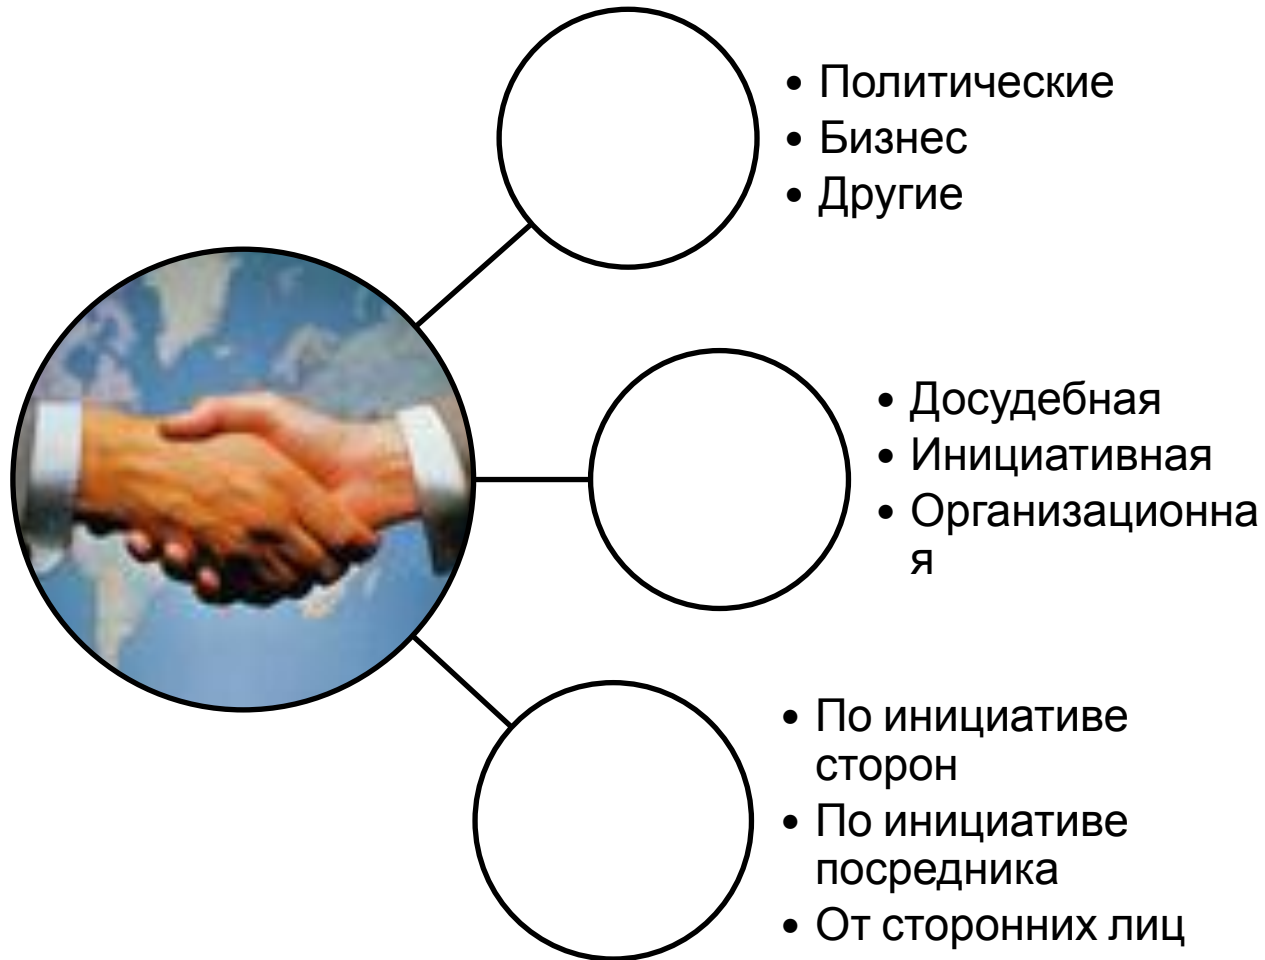 • Политические
• Бизнес
• Другие
• Досудебная
• Инициативная
• Организационна
я
• По инициативе
сторон
• По инициативе
посредника
• От сторонних лиц